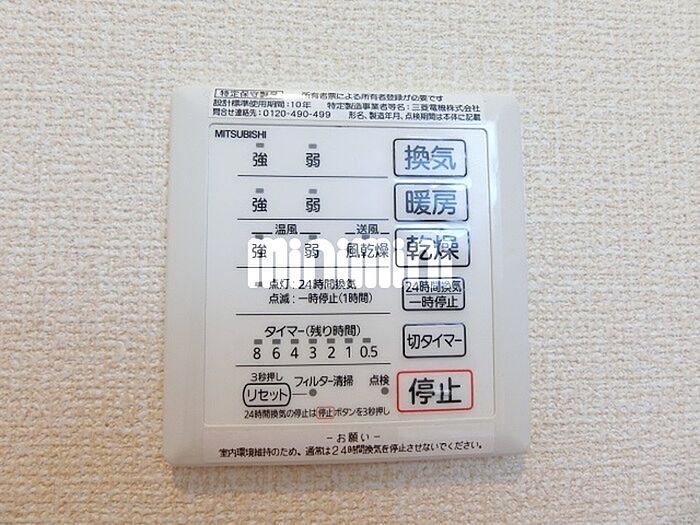 特定保守製品 所有者票による所有者登録が必要です
設計標準使用期間：10年 特定製造事業者等名：三菱電機株式会社
問合せ連絡先：0120-490-499 形名、製造年月、点検期間は本体に記載
MITSUBISHI
強 弱 換気
強 弱 暖房
温風 送風
強 弱 風乾燥 乾燥
minimini
点灯：24時間換気
点滅：一時停止(1時間)
24時間換気
一時停止
タイマー(残り時間)
8 6 4 3 2 1 0.5
切タイマー
3秒押し
リセット フィルター清掃 点検
停止
24時間換気の停止は停止ボタンを3秒押し
－お願い－
室内環境維持のため、通常は24時間換気を停止させないでください。